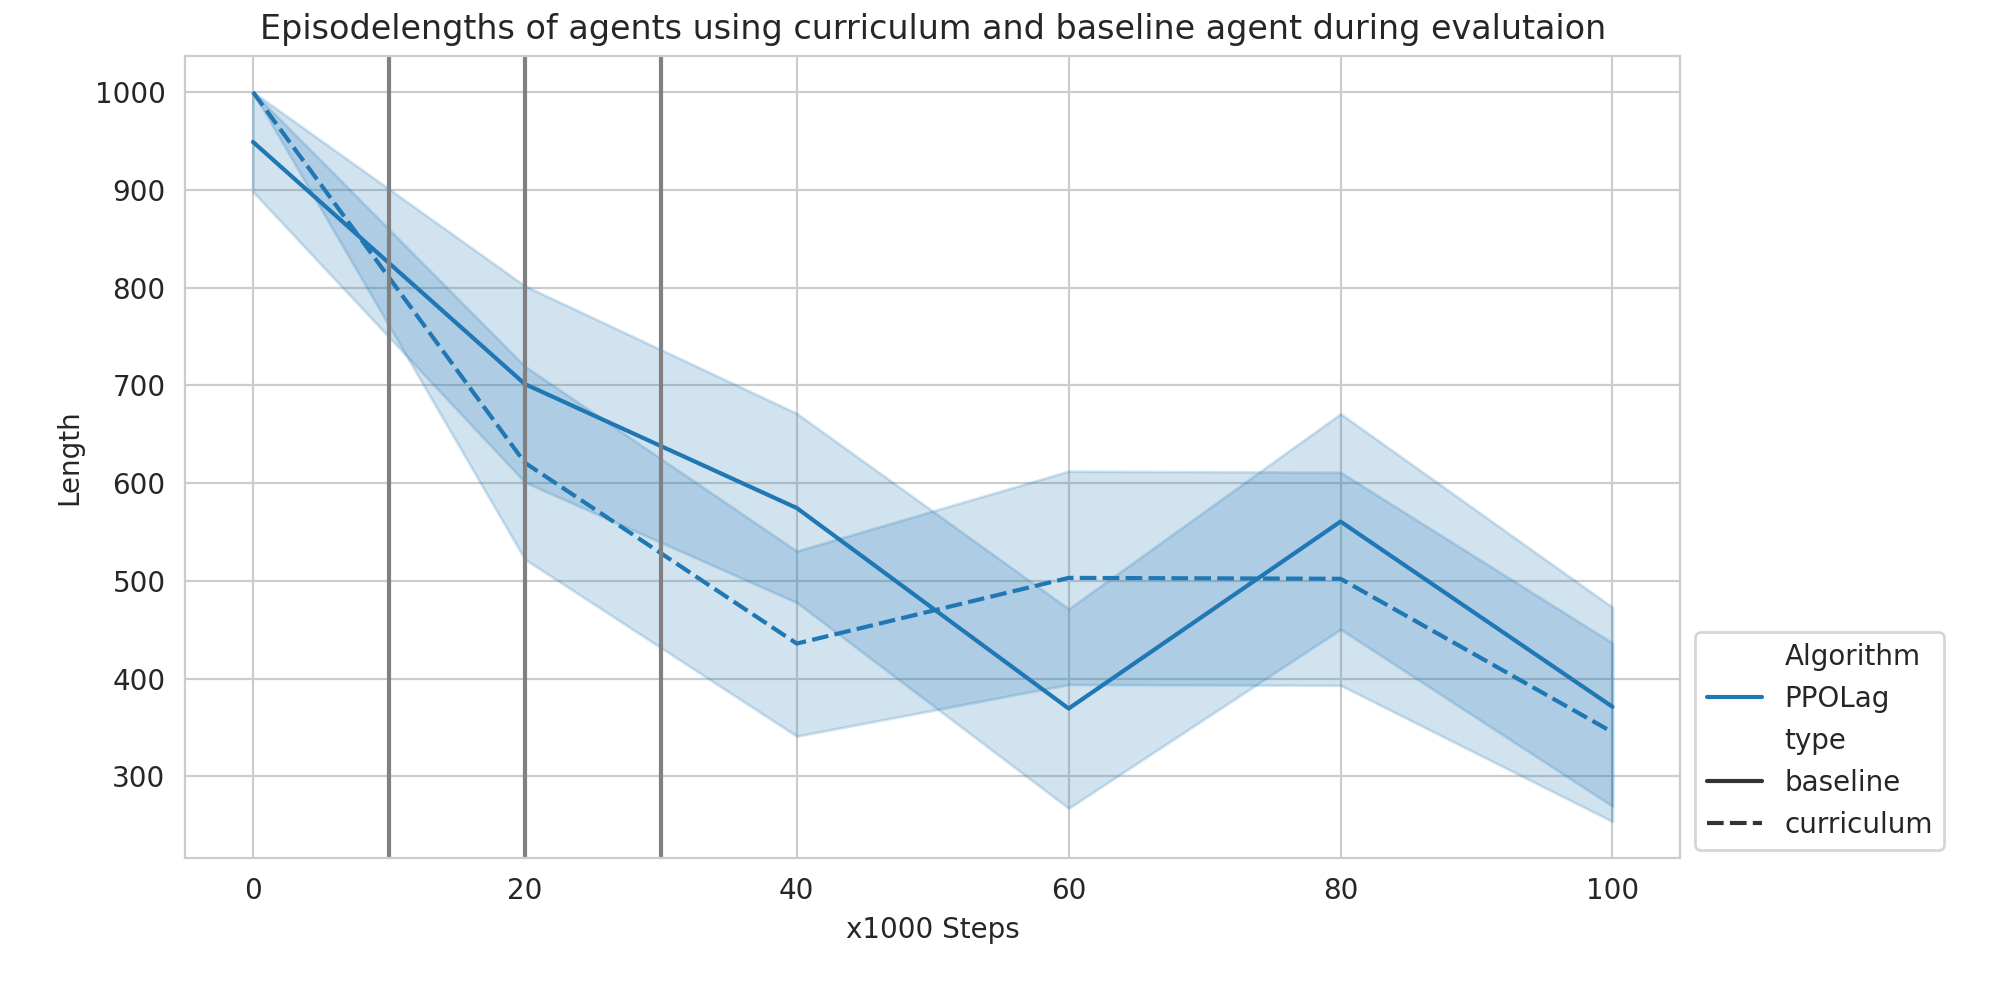 Episodelengths of agents using curriculum and baseline agent during evalutaion
1000
900
800
700
600
500
400
300
Length
0 20 40 60 80 100
x1000 Steps
Algorithm
PPOLag
type
baseline
curriculum